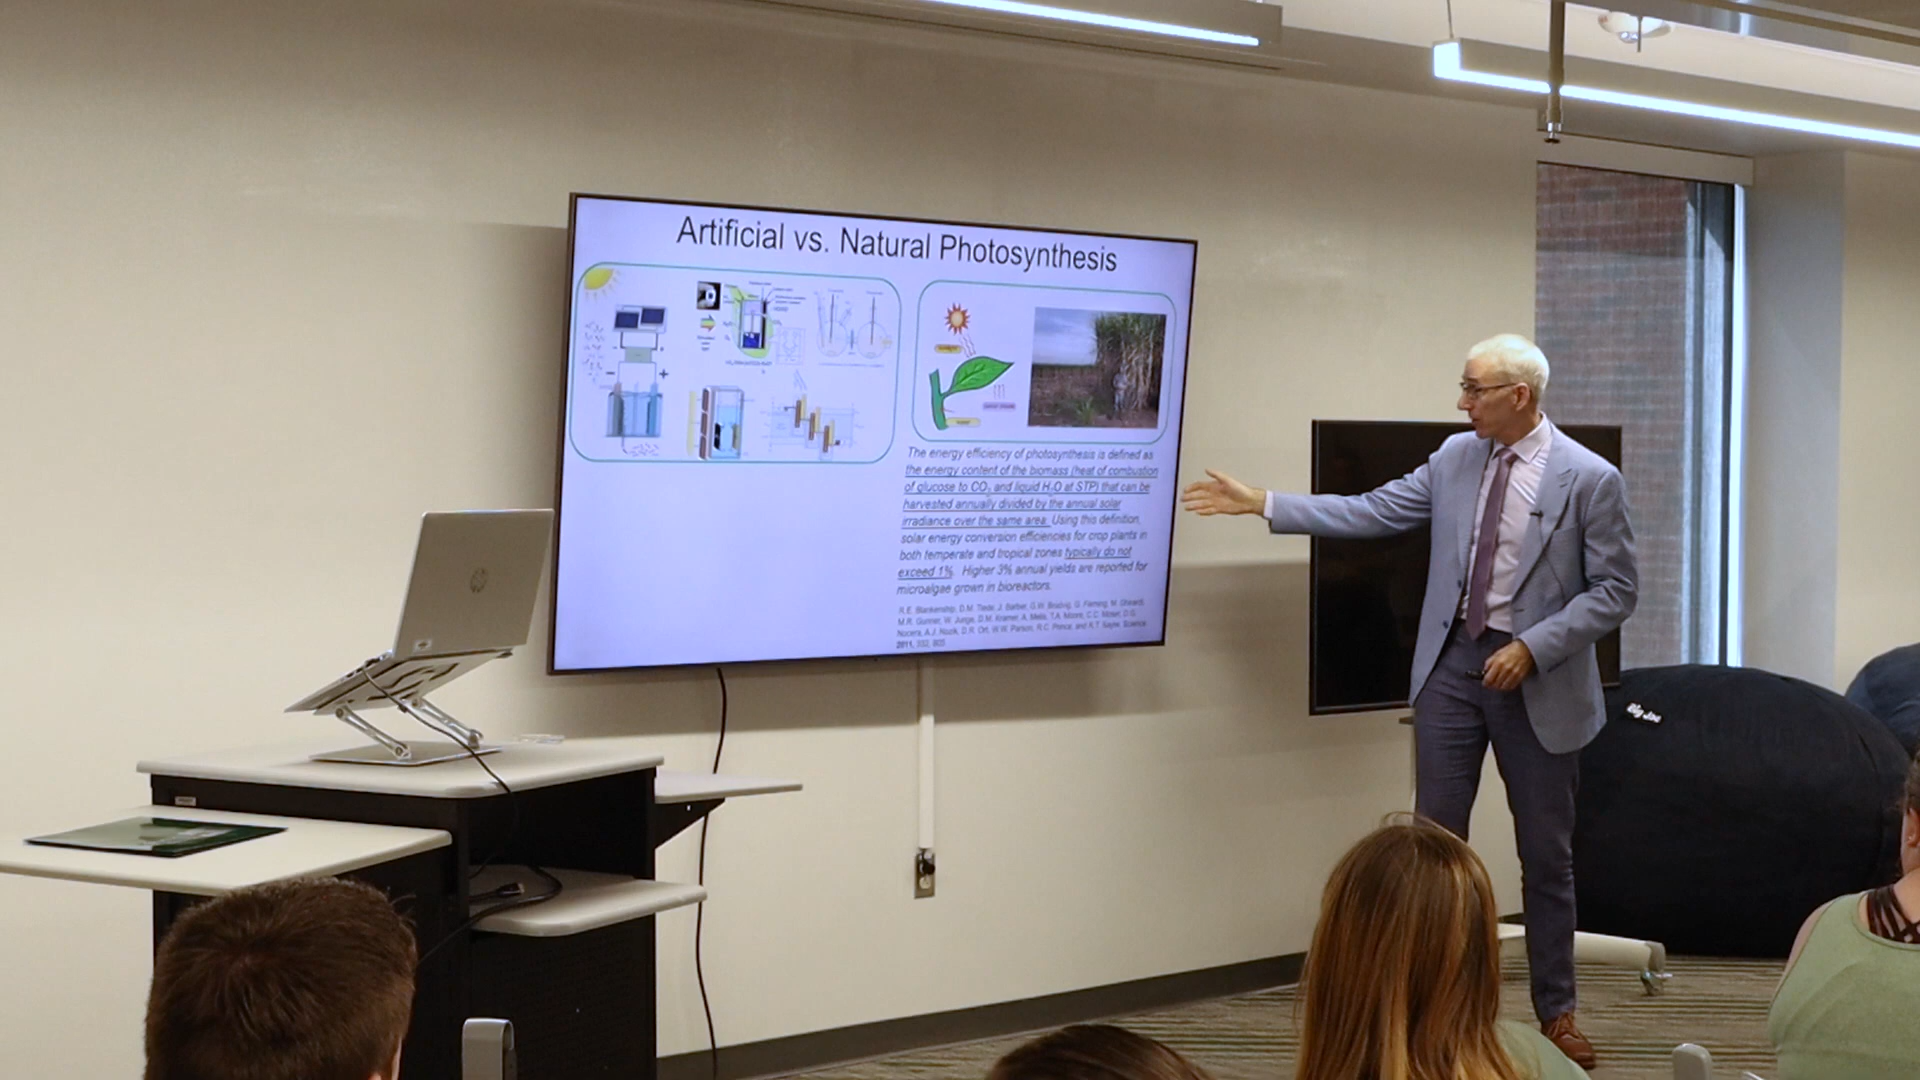 Artificial vs. Natural Photosynthesis
The energy efficiency of photosynthesis is defined as
the energy content of the biomass (heat of combustion
of glucose to CO₂ and liquid H₂O at STP) that can be
harvested annually divided by the annual solar
irradiance over the same area. Using this definition,
solar energy conversion efficiencies for crop plants in
both temperate and tropical zones typically do not
exceed 1%. Higher 3% annual yields are reported for
microalgae grown in bioreactors.
R.E. Blankenship, D.M. Tiede, J. Barber, G.W. Brudvig, G. Fleming, M. Ghirardi,
M.R. Gunner, W. Junge, D.M. Kramer, A. Melis, T.A. Moore, C.C. Moser, D.G.
Nocera, A.J. Nozik, D.R. Ort, W.W. Parson, R.C. Prince, and R.T. Sayre, Science
2011, 332, 805
hp
Big Joe